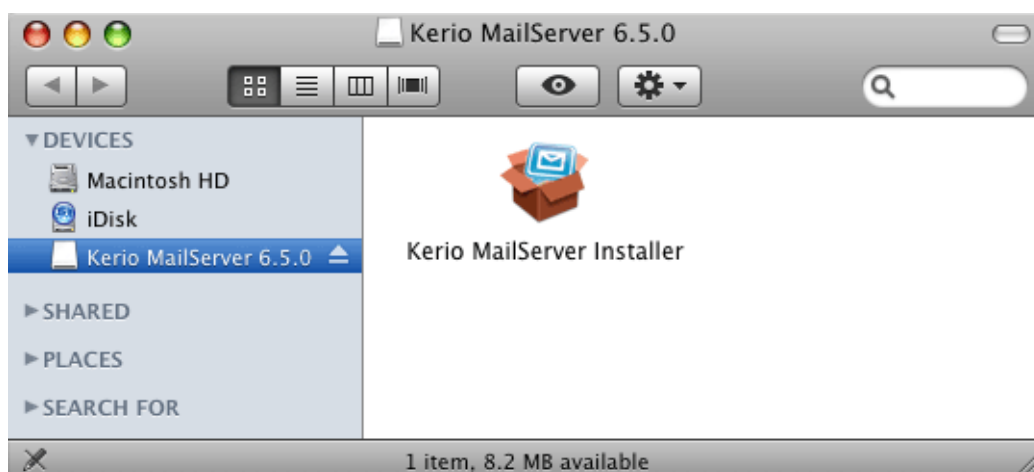 Kerio MailServer 6.5.0
DEVICES
Macintosh HD
iDisk
Kerio MailServer 6.5.0
SHARED
PLACES
SEARCH FOR
Kerio MailServer Installer
1 item, 8.2 MB available